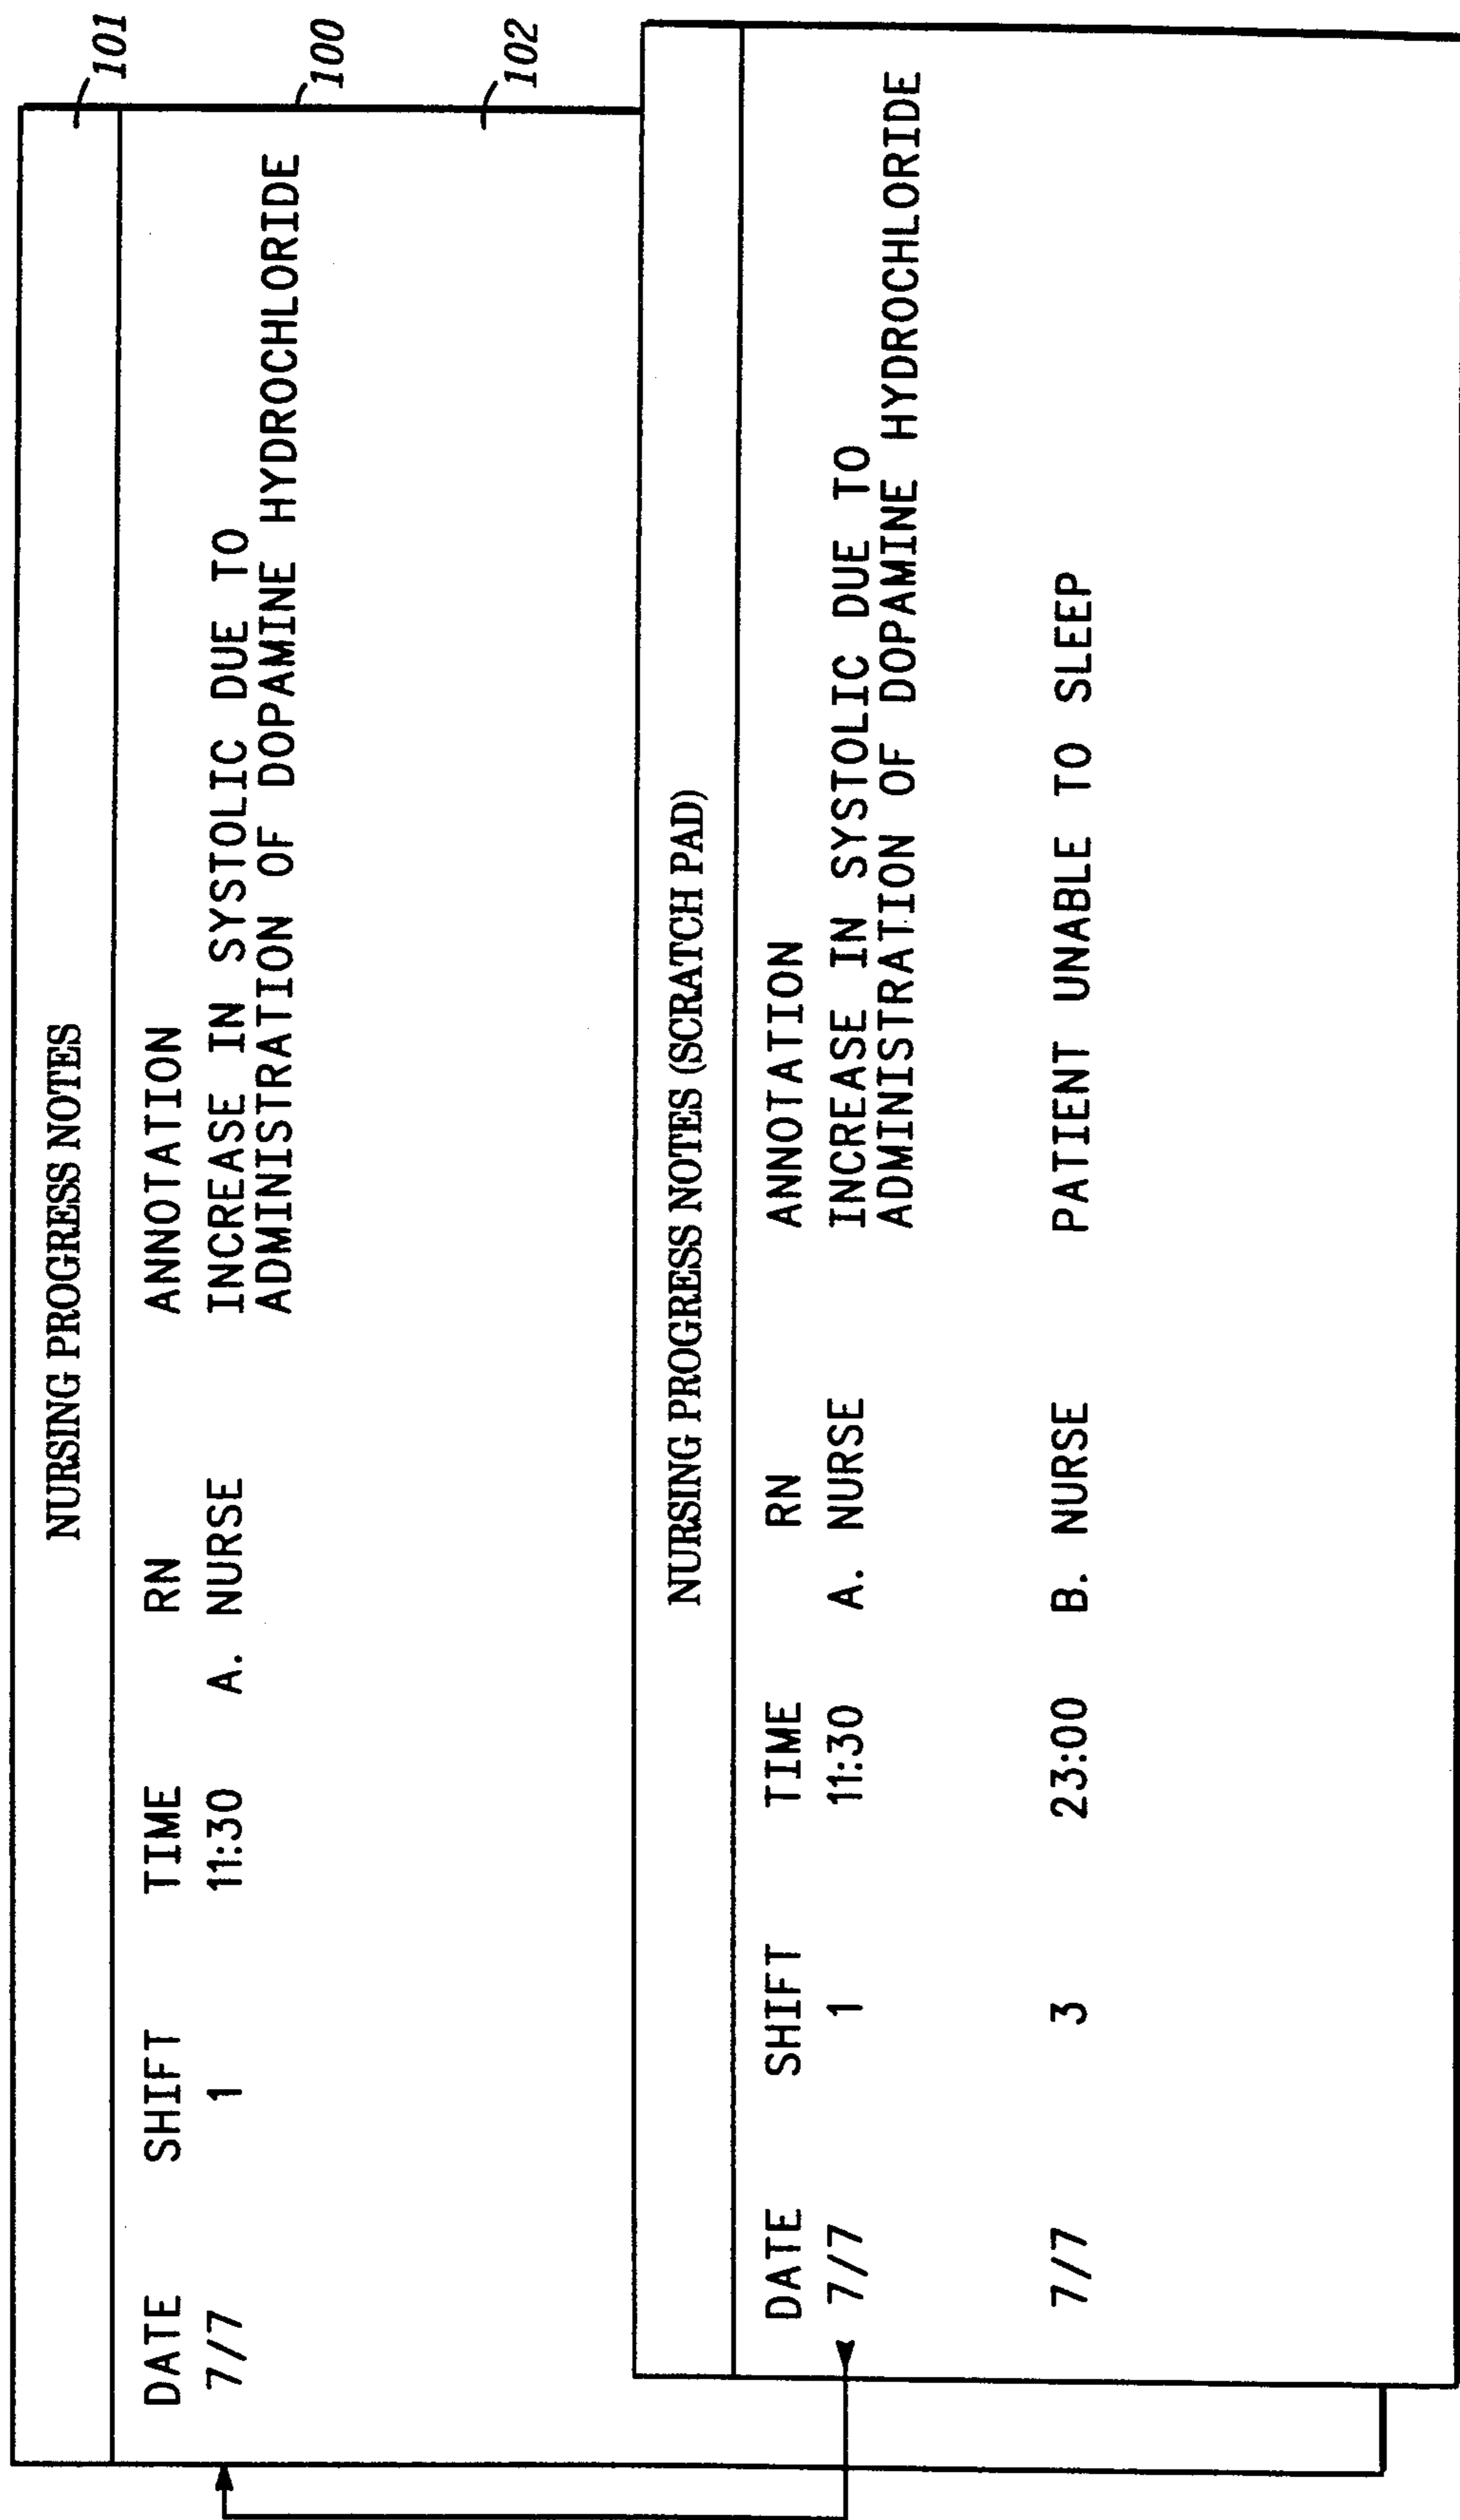 NURSING PROGRESS NOTES
101
DATE SHIFT TIME RN ANNOTATION
7/7 1 11:30 A. NURSE INCREASE IN SYSTOLIC DUE TO
ADMINISTRATION OF DOPAMINE HYDROCHLORIDE
100
102
NURSING PROGRESS NOTES (SCRATCH PAD)
DATE SHIFT TIME RN ANNOTATION
7/7 1 11:30 A. NURSE INCREASE IN SYSTOLIC DUE TO
ADMINISTRATION OF DOPAMINE HYDROCHLORIDE
7/7 3 23:00 B. NURSE PATIENT UNABLE TO SLEEP